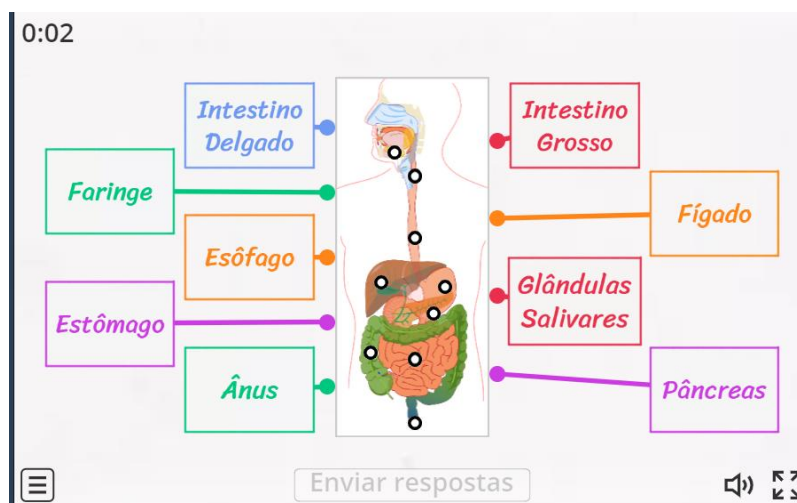 0:02
Intestino
Delgado
Intestino
Grosso
Faringe
Fígado
Esôfago
Glândulas
Salivares
Estômago
Ânus
Pâncreas
Enviar respostas